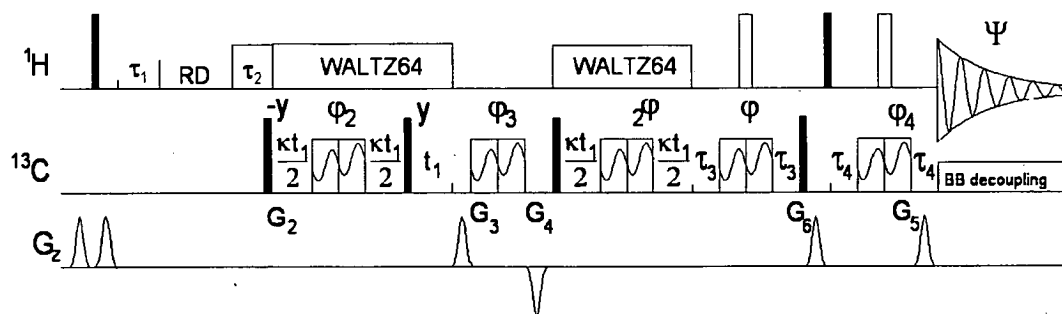 Ψ
¹H τ₁ RD τ₂ WALTZ64 WALTZ64
-y φ₂ y φ₃ ₂φ φ φ₄
¹³C κt₁/2 κt₁/2 t₁ κt₁/2 κt₁/2 τ₃ τ₃ τ₄ τ₄ BB decoupling
G₂ G₃ G₄ G₆ G₅
G_z